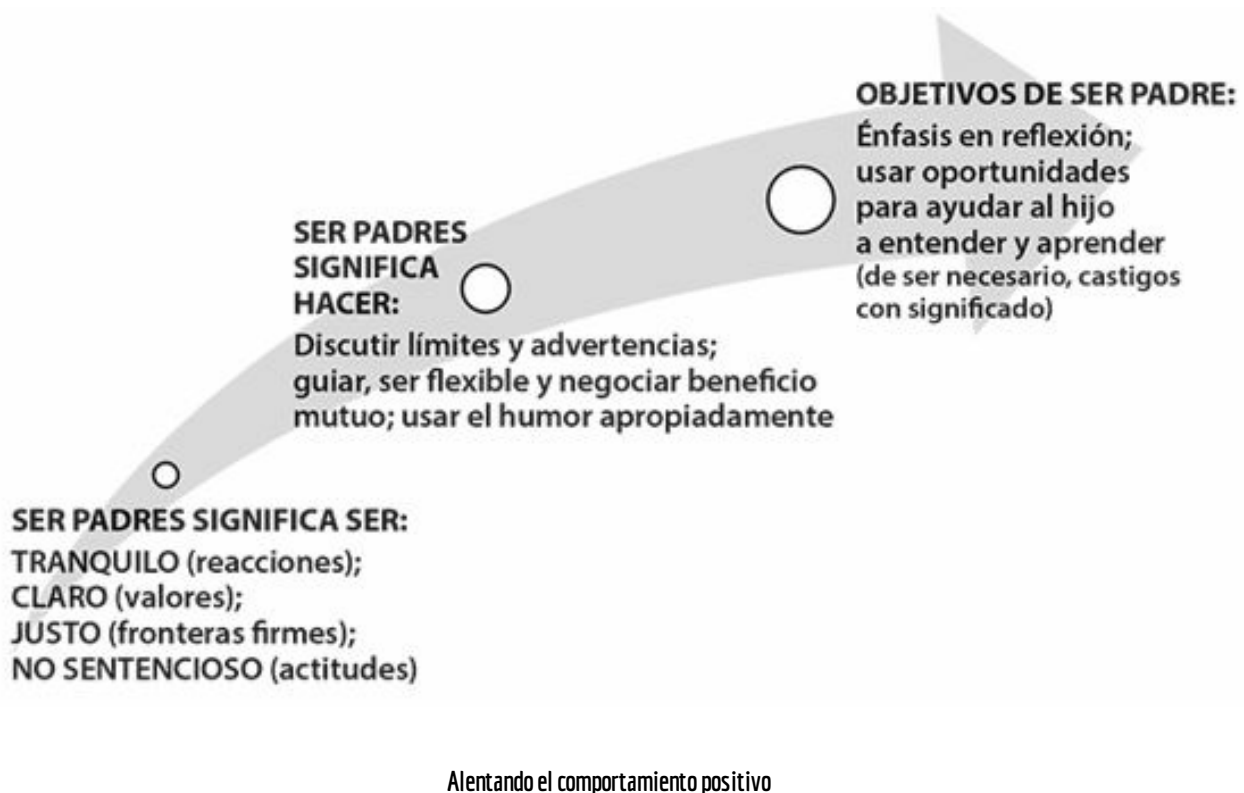 OBJETIVOS DE SER PADRE:
Énfasis en reflexión;
usar oportunidades
para ayudar al hijo
a entender y aprender
(de ser necesario, castigos
con significado)
SER PADRES
SIGNIFICA
HACER:
Discutir límites y advertencias;
guiar, ser flexible y negociar beneficio
mutuo; usar el humor apropiadamente
SER PADRES SIGNIFICA SER:
TRANQUILO (reacciones);
CLARO (valores);
JUSTO (fronteras firmes);
NO SENTENCIOSO (actitudes)
Alentando el comportamiento positivo